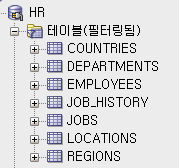 HR
테이블(필터링됨)
COUNTRIES
DEPARTMENTS
EMPLOYEES
JOB_HISTORY
JOBS
LOCATIONS
REGIONS